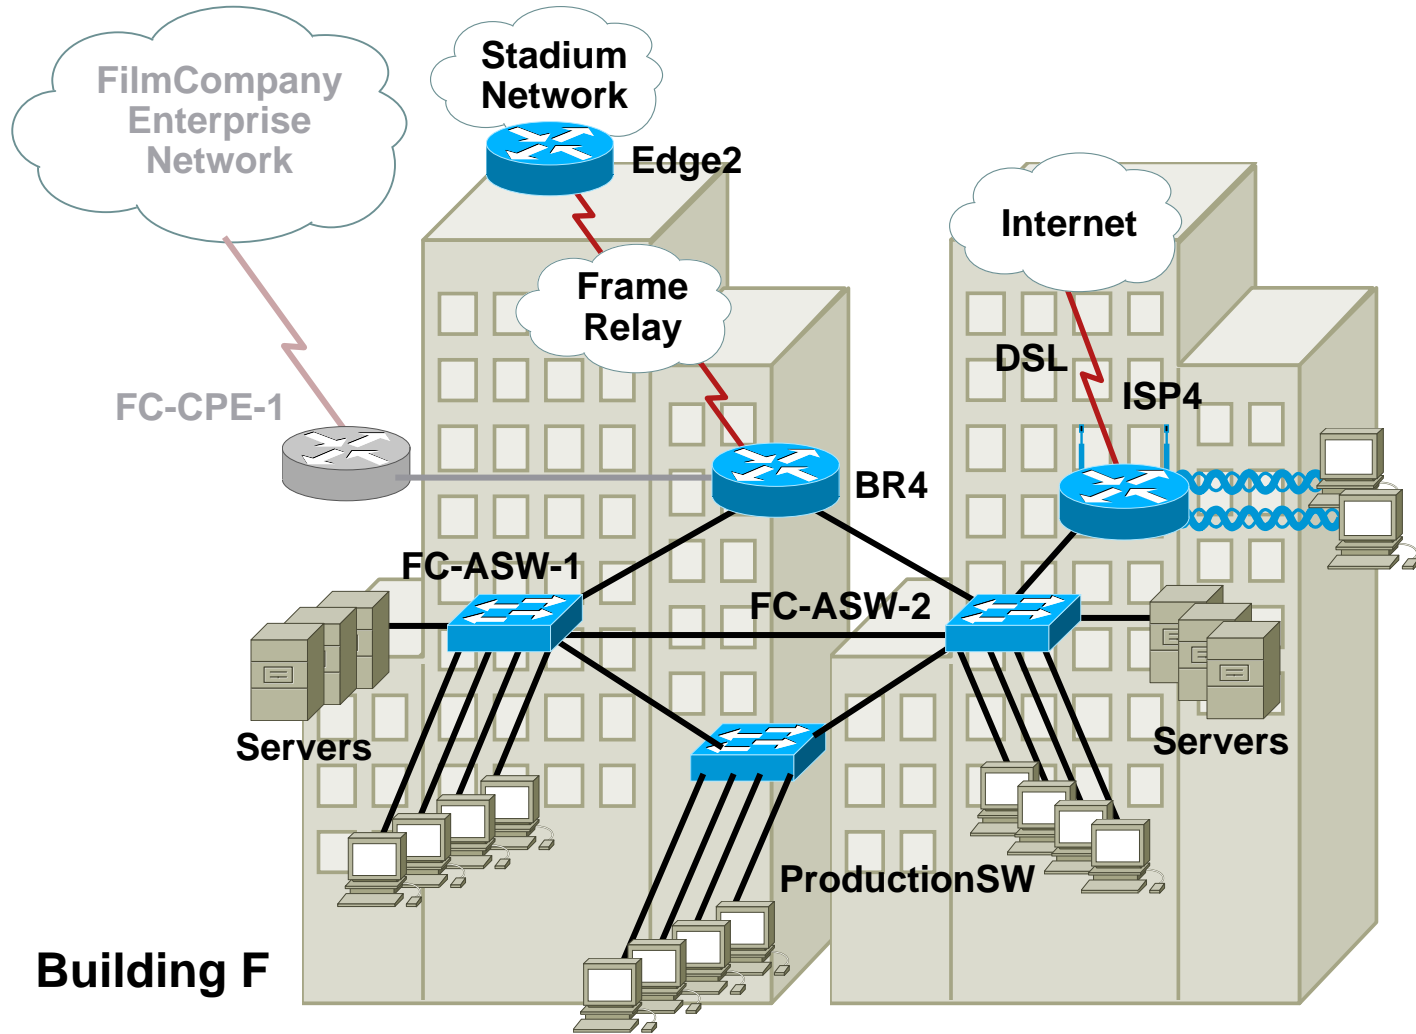 FilmCompany
Enterprise
Network
Stadium
Network
Edge2
Internet
Frame
Relay
DSL
ISP4
FC-CPE-1
BR4
FC-ASW-1
FC-ASW-2
Servers
Servers
ProductionSW
Building F